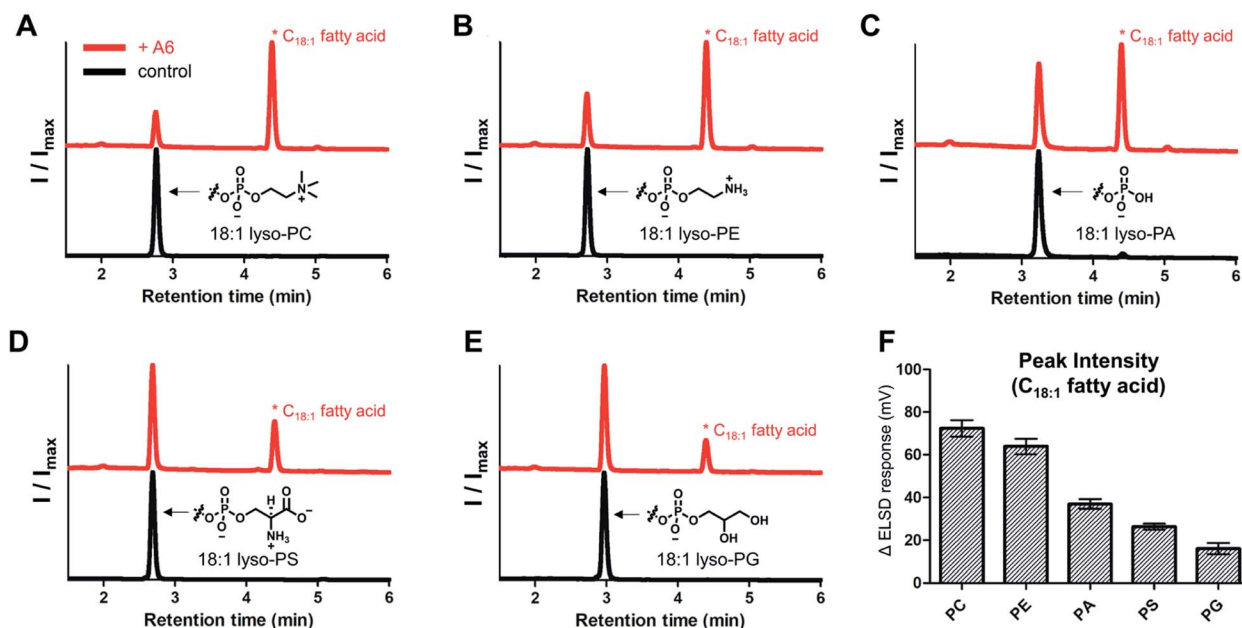 A
+ A6
control
* C18:1 fatty acid
I / Imax
O
O P O N
O
− +
18:1 lyso-PC
2 3 4 5 6
Retention time (min)
B
* C18:1 fatty acid
O
O P O NH3
O
− +
18:1 lyso-PE
2 3 4 5 6
Retention time (min)
C
* C18:1 fatty acid
O
O P OH
O
−
18:1 lyso-PA
2 3 4 5 6
Retention time (min)
D
* C18:1 fatty acid
I / Imax
O H O
O P O O−
O NH3
− +
18:1 lyso-PS
2 3 4 5 6
Retention time (min)
E
* C18:1 fatty acid
I / Imax
O
O P O OH
O OH
−
18:1 lyso-PG
2 3 4 5 6
Retention time (min)
F
Peak Intensity
(C18:1 fatty acid)
Δ ELSD response (mV)
100
80
60
40
20
0
PC PE PA PS PG